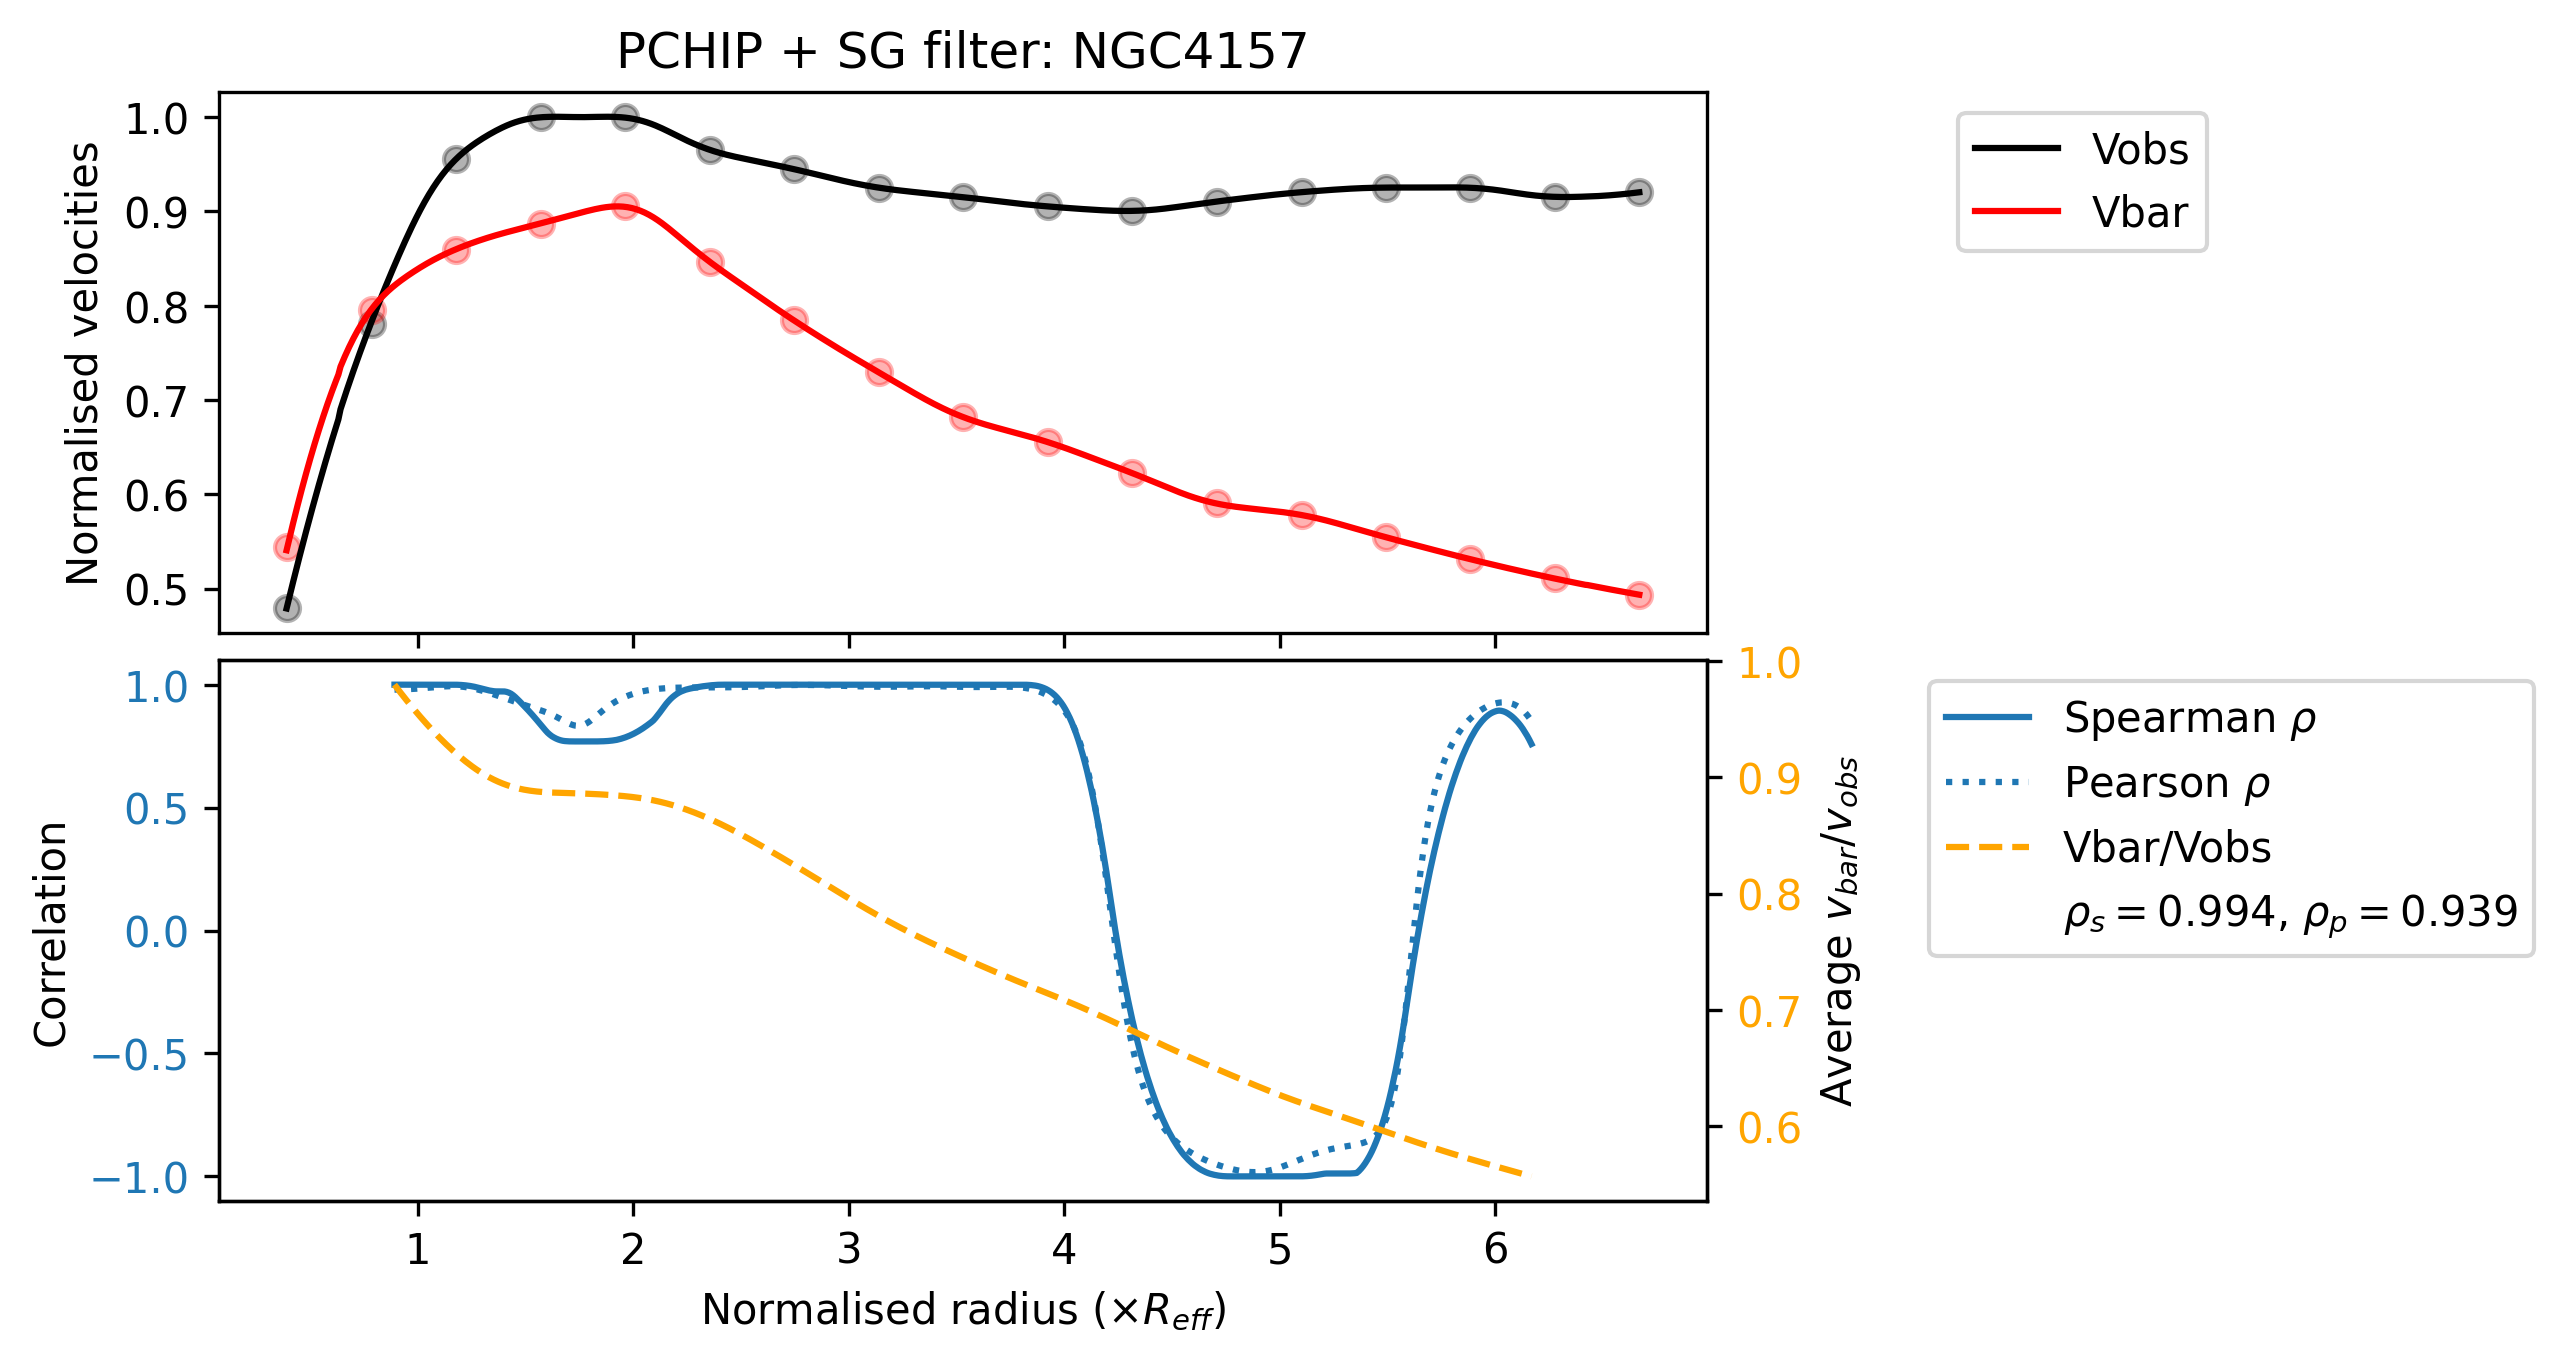 PCHIP + SG filter: NGC4157
Normalised velocities
1.0
0.9
0.8
0.7
0.6
0.5
Vobs
Vbar
Correlation
1.0
0.5
0.0
−0.5
−1.0
1.0
0.9
0.8
0.7
0.6
Average v_bar/v_obs
Spearman ρ
Pearson ρ
Vbar/Vobs
ρ_s = 0.994, ρ_p = 0.939
1 2 3 4 5 6
Normalised radius (×R_eff)